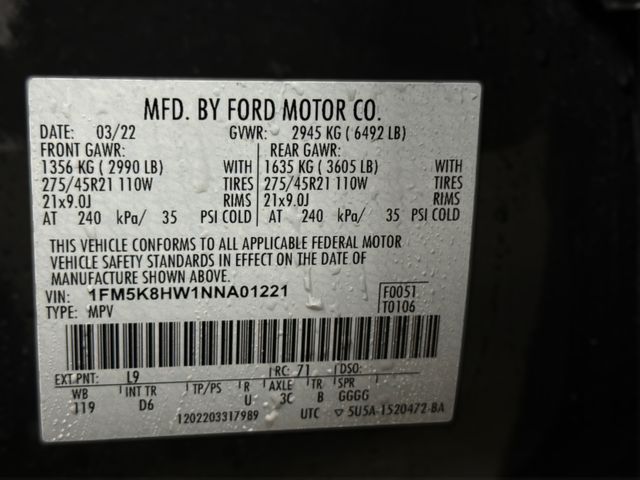 MFD. BY FORD MOTOR CO.
DATE: 03/22 GVWR: 2945 KG ( 6492 LB)
FRONT GAWR: REAR GAWR:
1356 KG ( 2990 LB) WITH 1635 KG ( 3605 LB) WITH
275/45R21 110W TIRES 275/45R21 110W TIRES
21x9.0J RIMS 21x9.0J RIMS
AT 240 kPa/ 35 PSI COLD AT 240 kPa/ 35 PSI COLD
THIS VEHICLE CONFORMS TO ALL APPLICABLE FEDERAL MOTOR
VEHICLE SAFETY STANDARDS IN EFFECT ON THE DATE OF
MANUFACTURE SHOWN ABOVE.
VIN: 1FM5K8HW1NNA01221 F0051
TYPE: MPV T0106
EXT PNT: L9 RC: 71 DSO:
WB INT TR TP/PS R AXLE TR SPR
119 D6 U 3C B GGGG
1202203317989 UTC ▽ 5U5A-1520472-BA